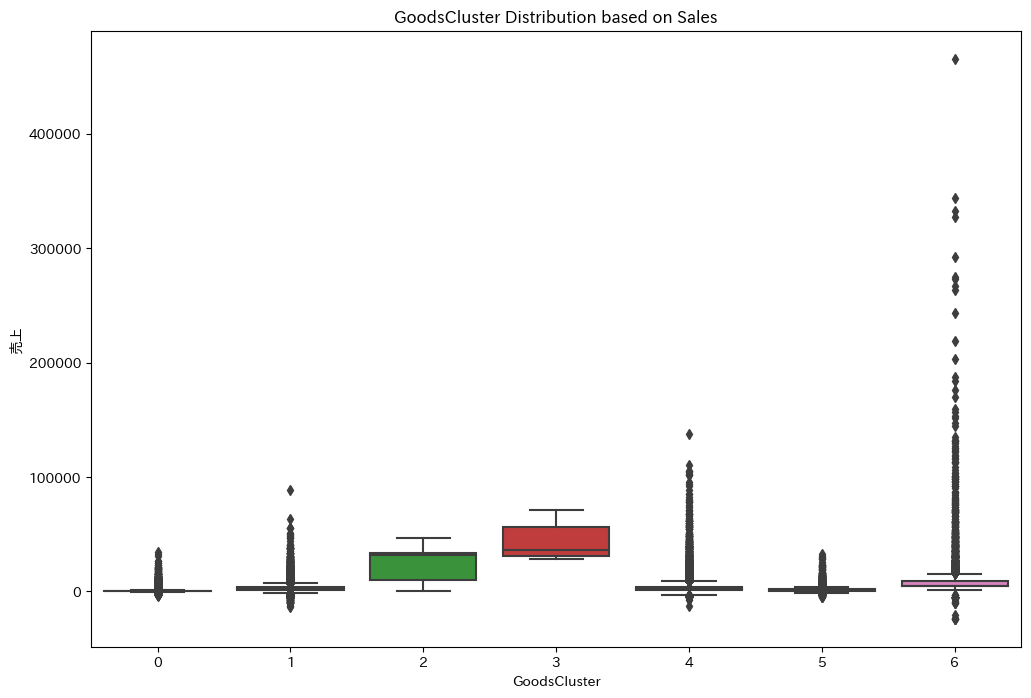 GoodsCluster Distribution based on Sales
売上
400000
300000
200000
100000
0
0 1 2 3 4 5 6
GoodsCluster